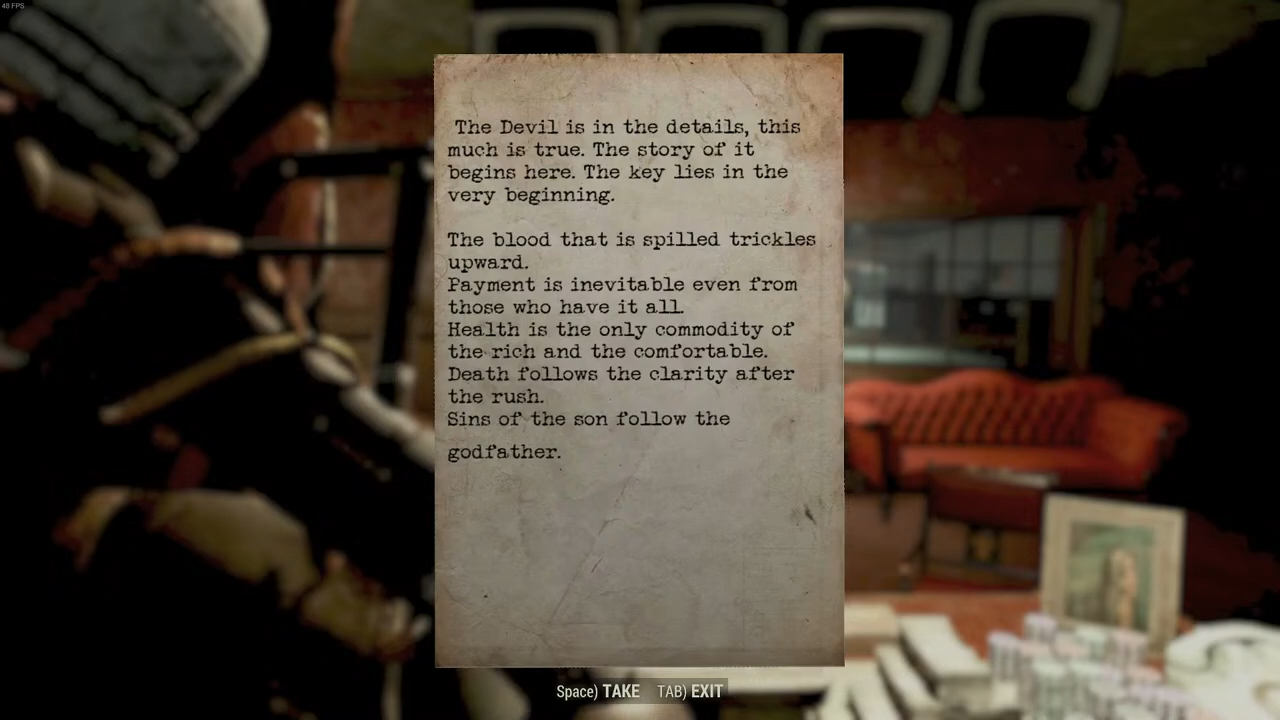 48 FPS
The Devil is in the details, this
much is true. The story of it
begins here. The key lies in the
very beginning.
The blood that is spilled trickles
upward.
Payment is inevitable even from
those who have it all.
Health is the only commodity of
the rich and the comfortable.
Death follows the clarity after
the rush.
Sins of the son follow the
godfather.
Space) TAKE TAB) EXIT